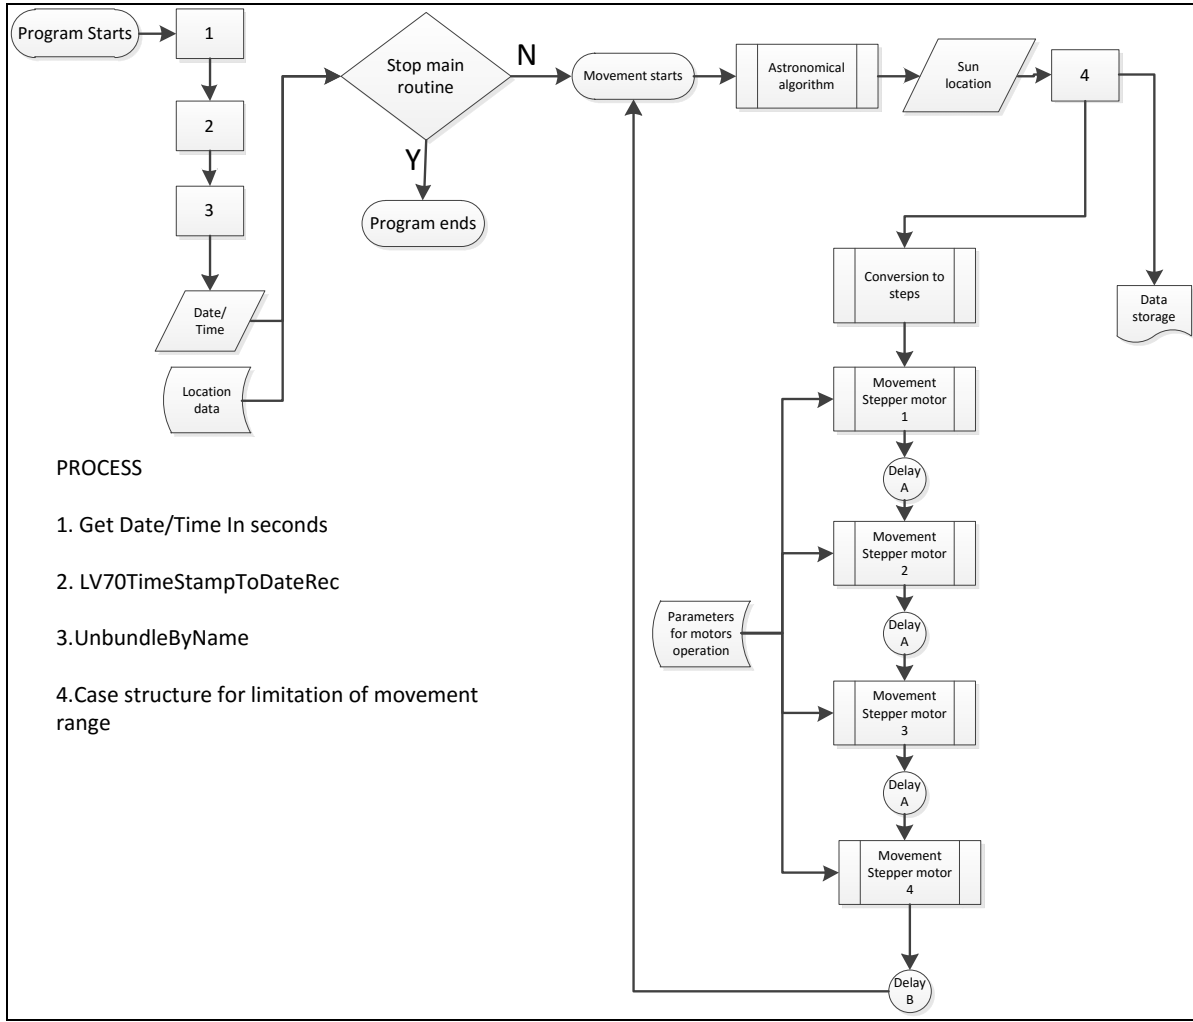 Program Starts
1
2
3
Date/
Time
Location
data
Stop main
routine
N
Y
Program ends
Movement starts
Astronomical
algorithm
Sun
location
4
Conversion to
steps
Data
storage
Movement
Stepper motor
1
Delay
A
Movement
Stepper motor
2
Delay
A
Parameters
for motors
operation
Movement
Stepper motor
3
Delay
A
Movement
Stepper motor
4
Delay
B
PROCESS
1. Get Date/Time In seconds
2. LV70TimeStampToDateRec
3.UnbundleByName
4.Case structure for limitation of movement
range